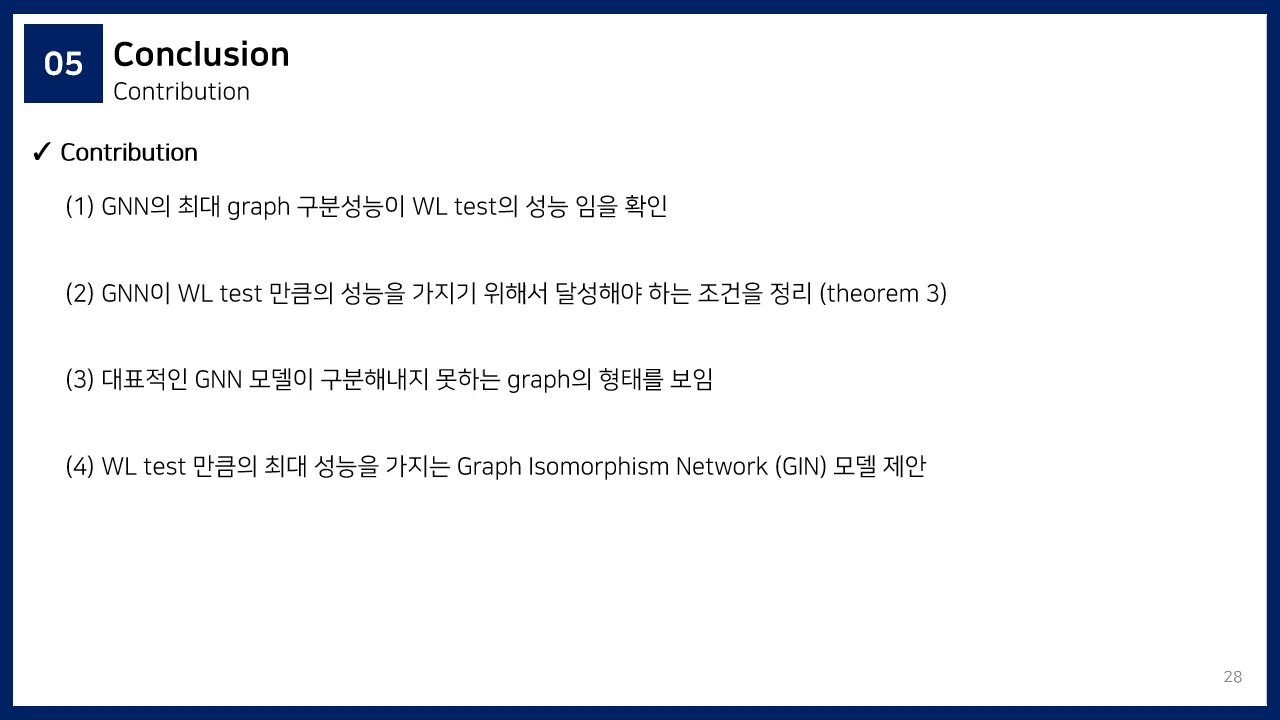 05
Conclusion
Contribution
✓ Contribution
(1) GNN의 최대 graph 구분성능이 WL test의 성능 임을 확인
(2) GNN이 WL test 만큼의 성능을 가지기 위해서 달성해야 하는 조건을 정리 (theorem 3)
(3) 대표적인 GNN 모델이 구분해내지 못하는 graph의 형태를 보임
(4) WL test 만큼의 최대 성능을 가지는 Graph Isomorphism Network (GIN) 모델 제안
28